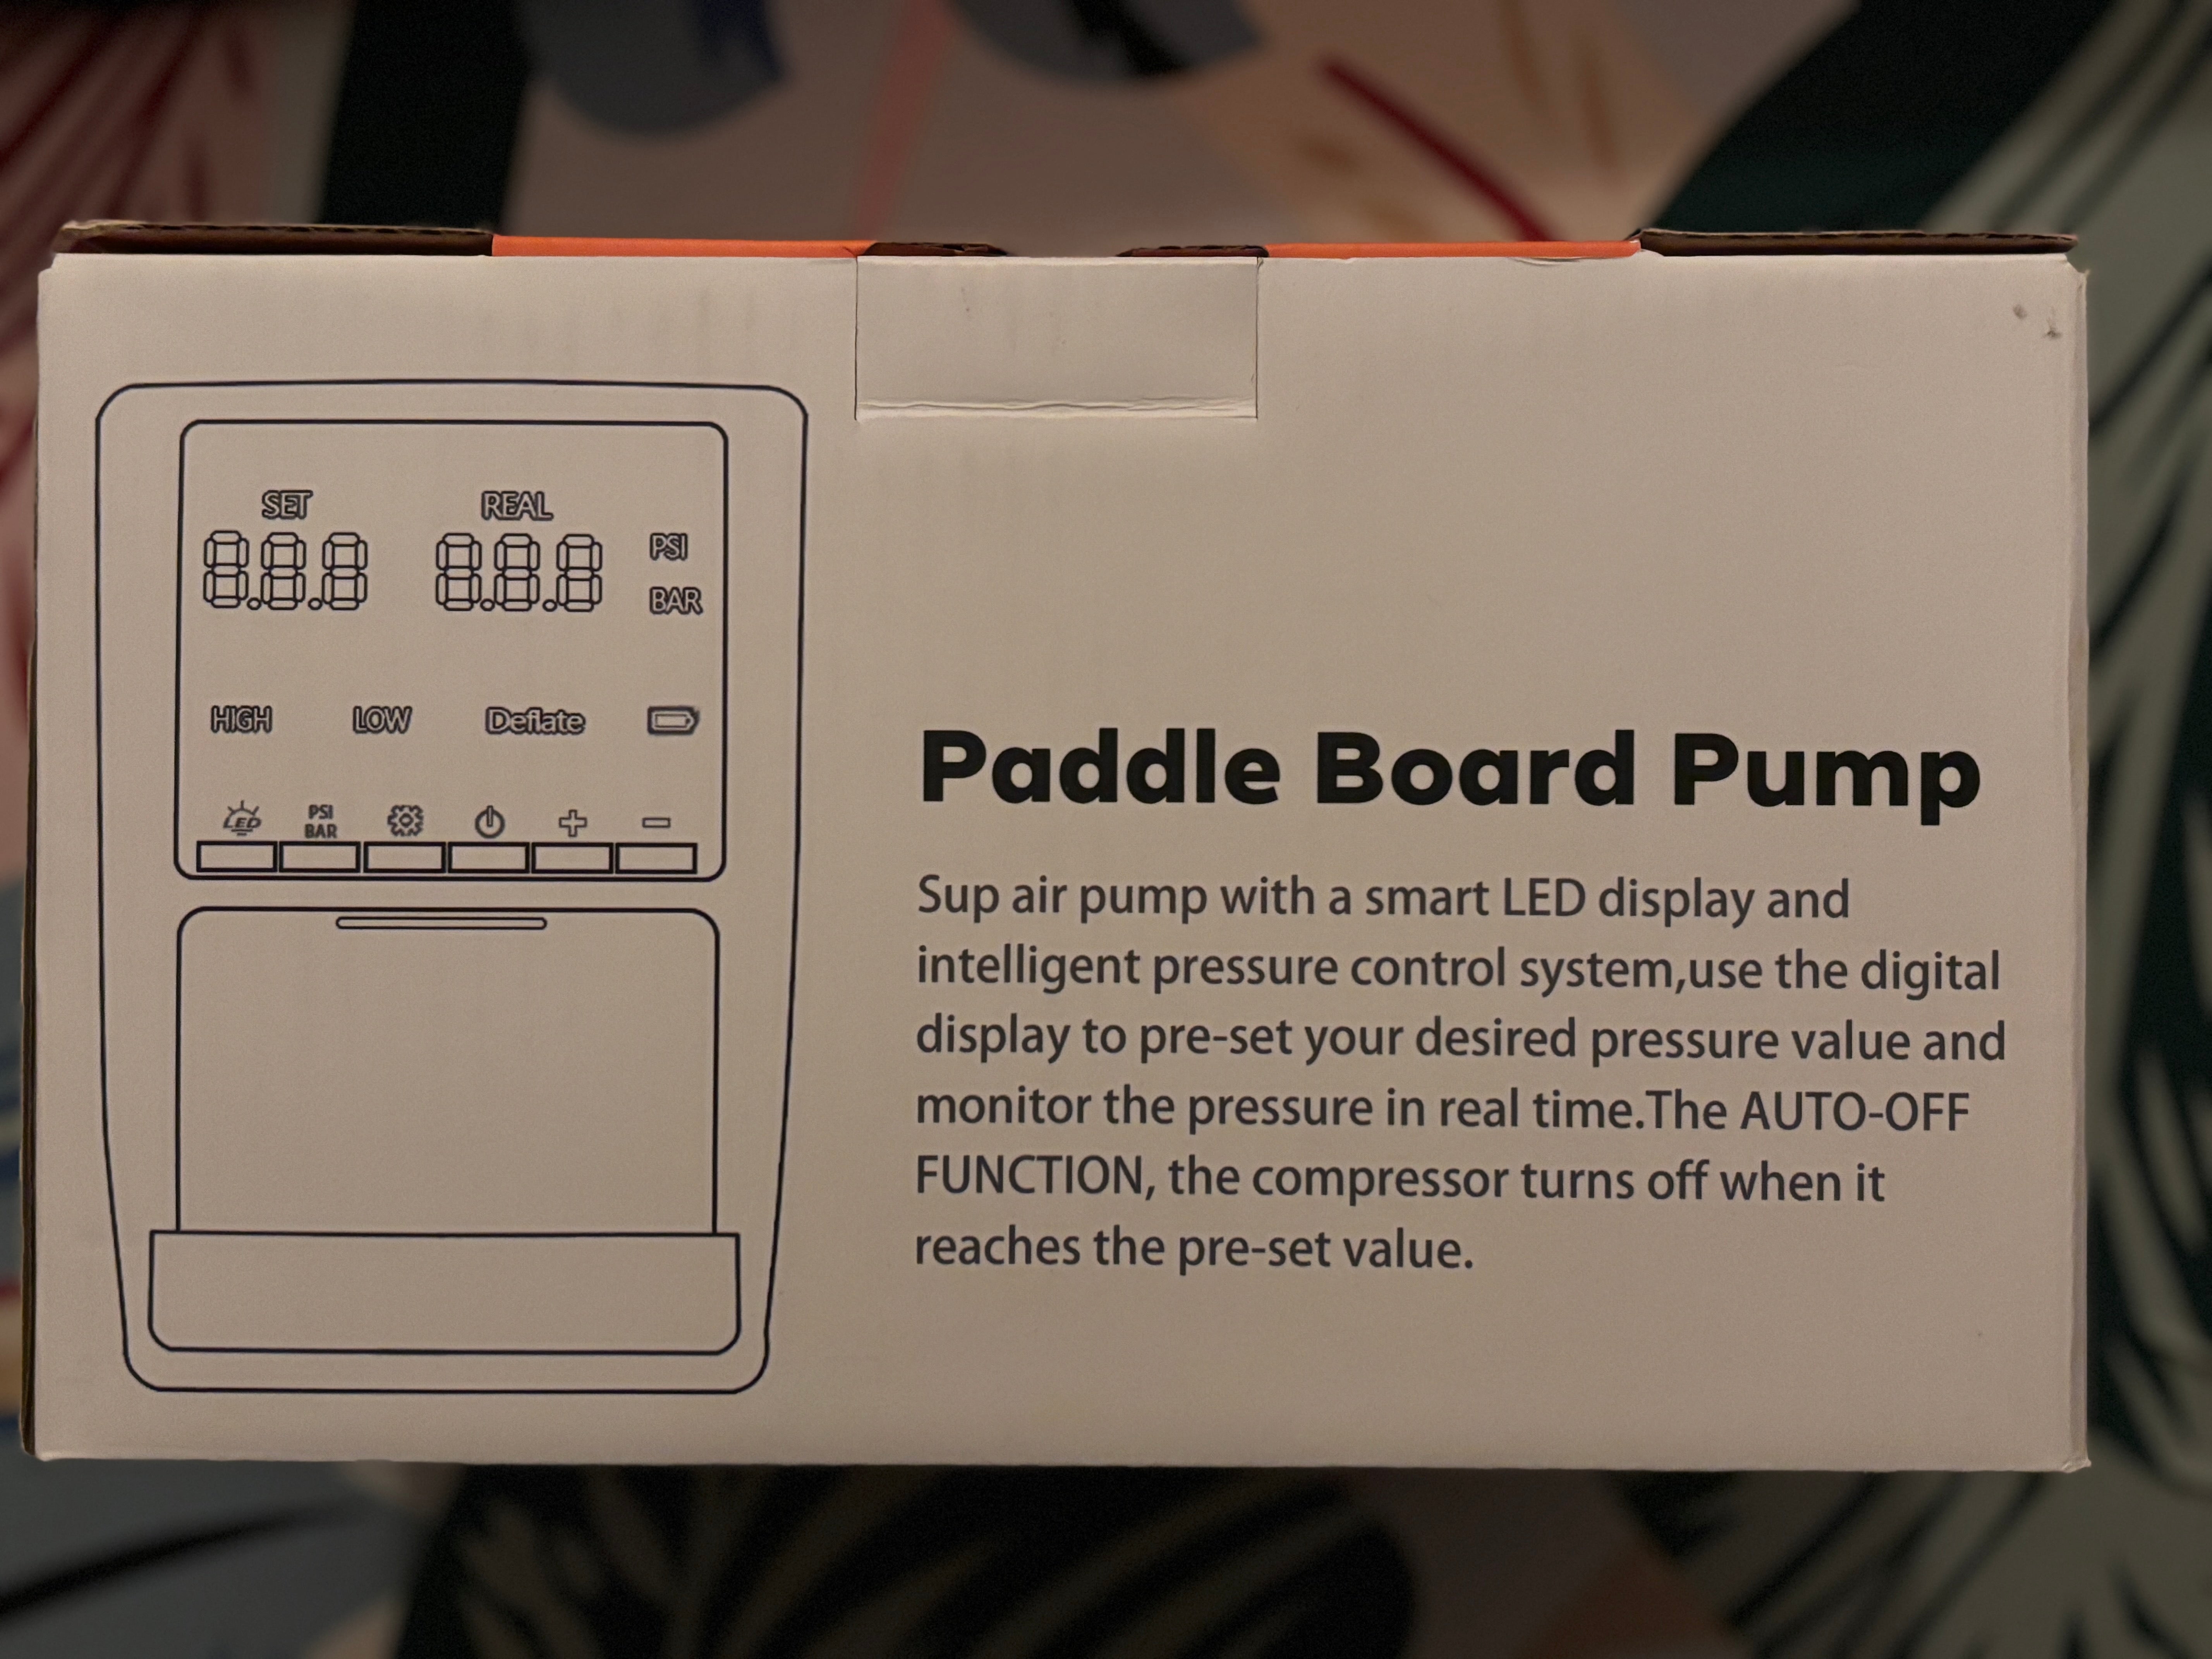 SET REAL
8.8.8 8.8.8 PSI
BAR
HIGH LOW Deflate
LED PSI
BAR
Paddle Board Pump
Sup air pump with a smart LED display and
intelligent pressure control system,use the digital
display to pre-set your desired pressure value and
monitor the pressure in real time.The AUTO-OFF
FUNCTION, the compressor turns off when it
reaches the pre-set value.